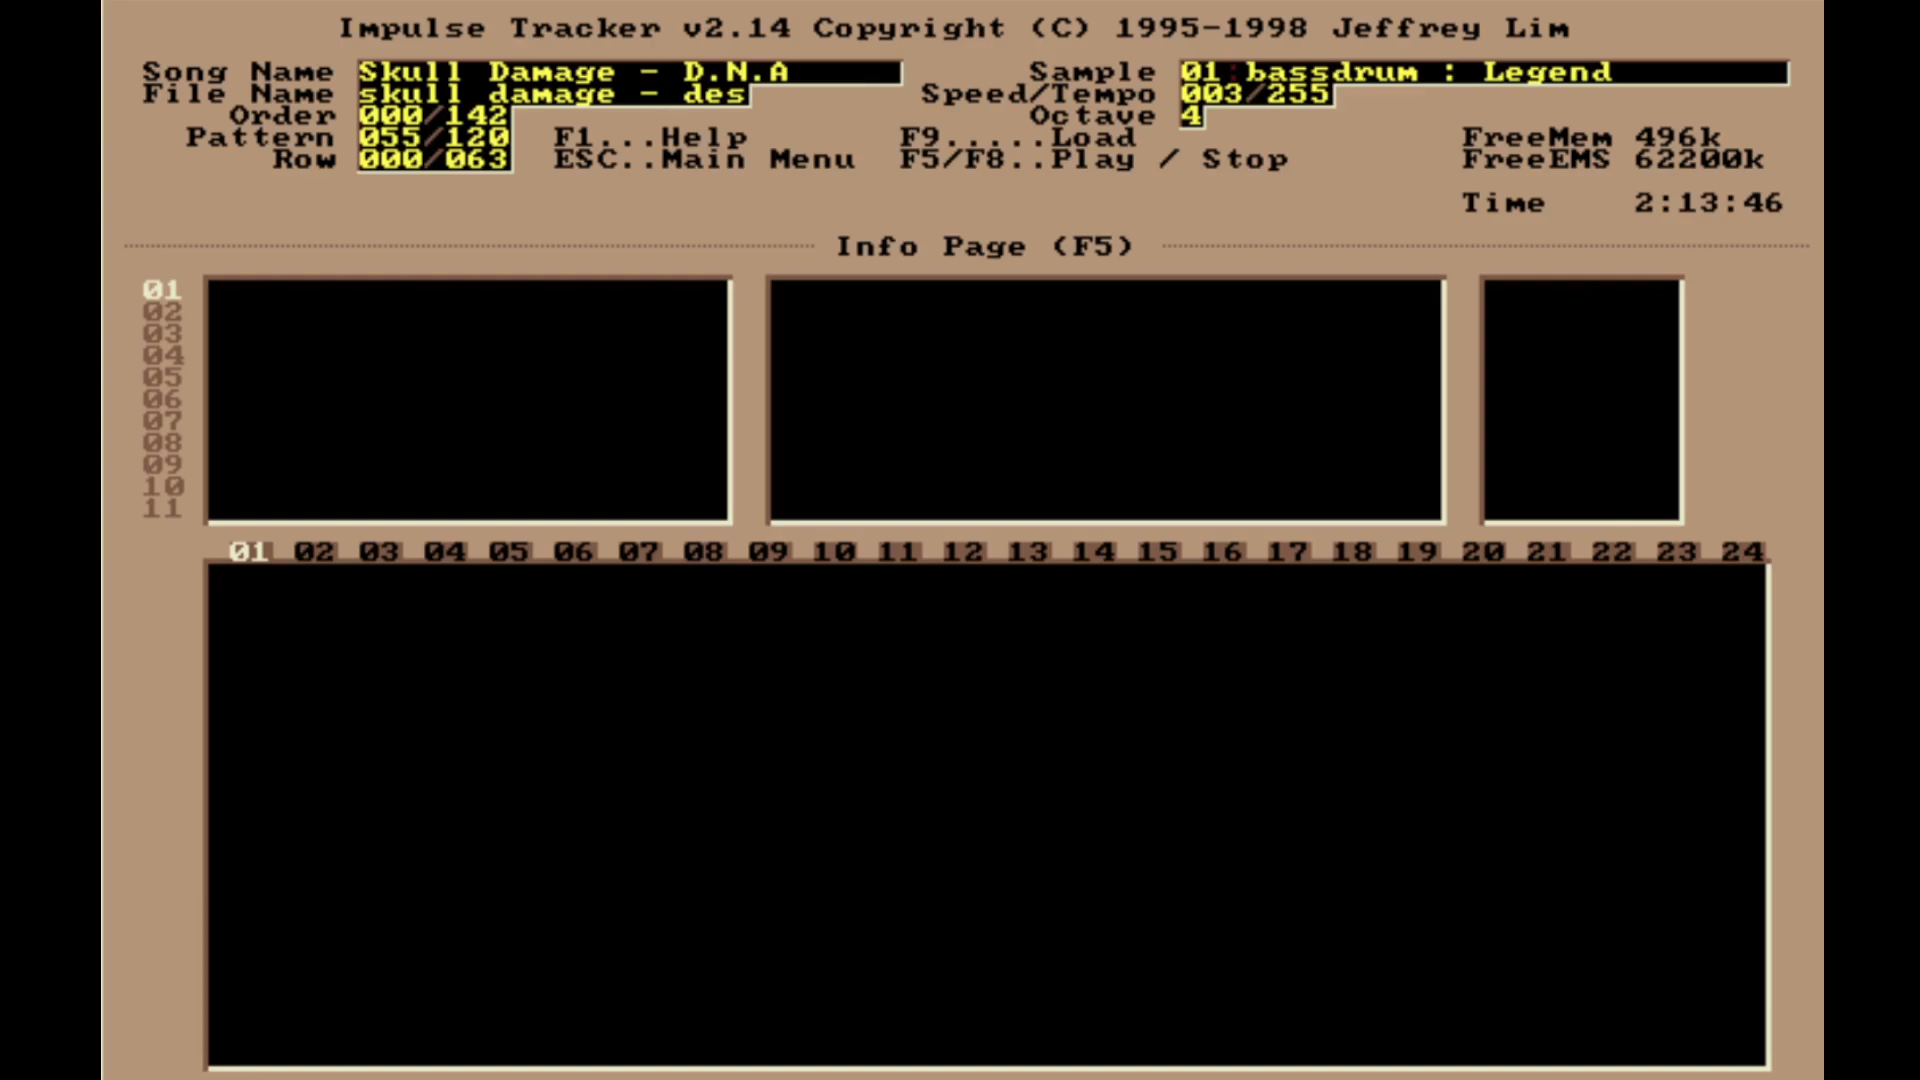 Impulse Tracker v2.14 Copyright (C) 1995-1998 Jeffrey Lim
Song Name Skull Damage - D.N.A Sample 01:bassdrum : Legend
File Name skull damage - des Speed/Tempo 003/255
Order 000/142 Octave 4
Pattern 055/120 F1...Help F9.....Load FreeMem 496k
Row 000/063 ESC..Main Menu F5/F8..Play / Stop FreeEMS 62200k
Time 2:13:46
Info Page (F5)
01
02
03
04
05
06
07
08
09
10
11
01 02 03 04 05 06 07 08 09 10 11 12 13 14 15 16 17 18 19 20 21 22 23 24